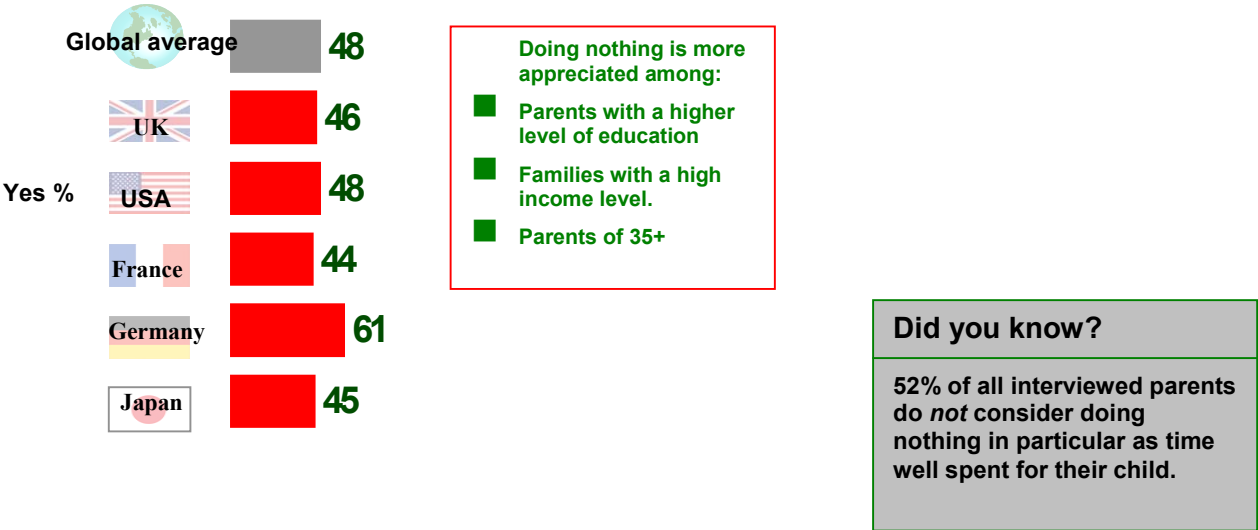 Global average 48
UK 46
Yes % USA 48
France 44
Germany 61
Japan 45
Doing nothing is more
appreciated among:
Parents with a higher
level of education
Families with a high
income level.
Parents of 35+
Did you know?
52% of all interviewed parents
do not consider doing
nothing in particular as time
well spent for their child.